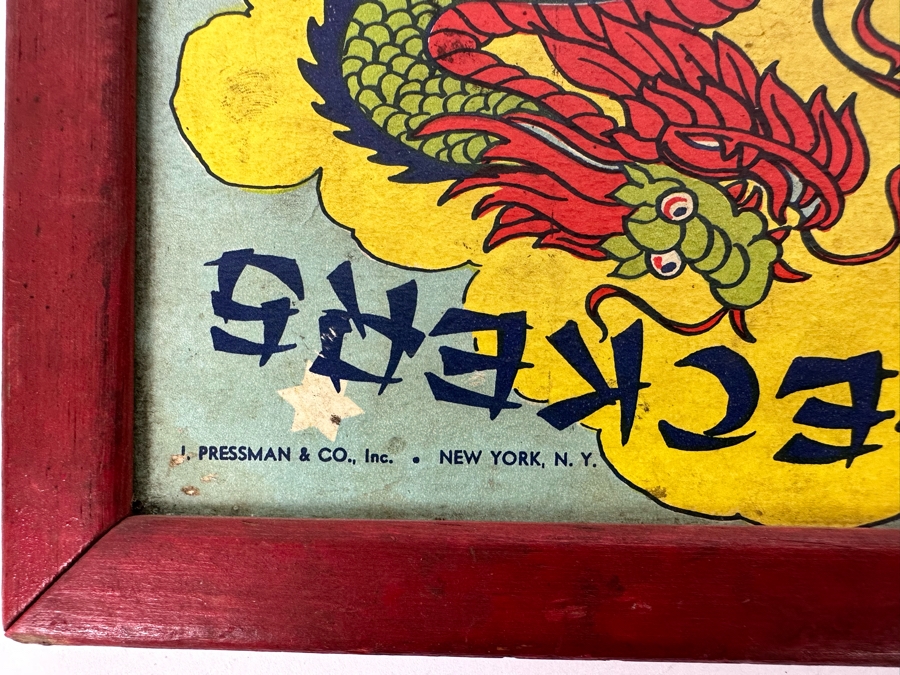 ECKERS
J. PRESSMAN & CO., Inc. • NEW YORK, N. Y.